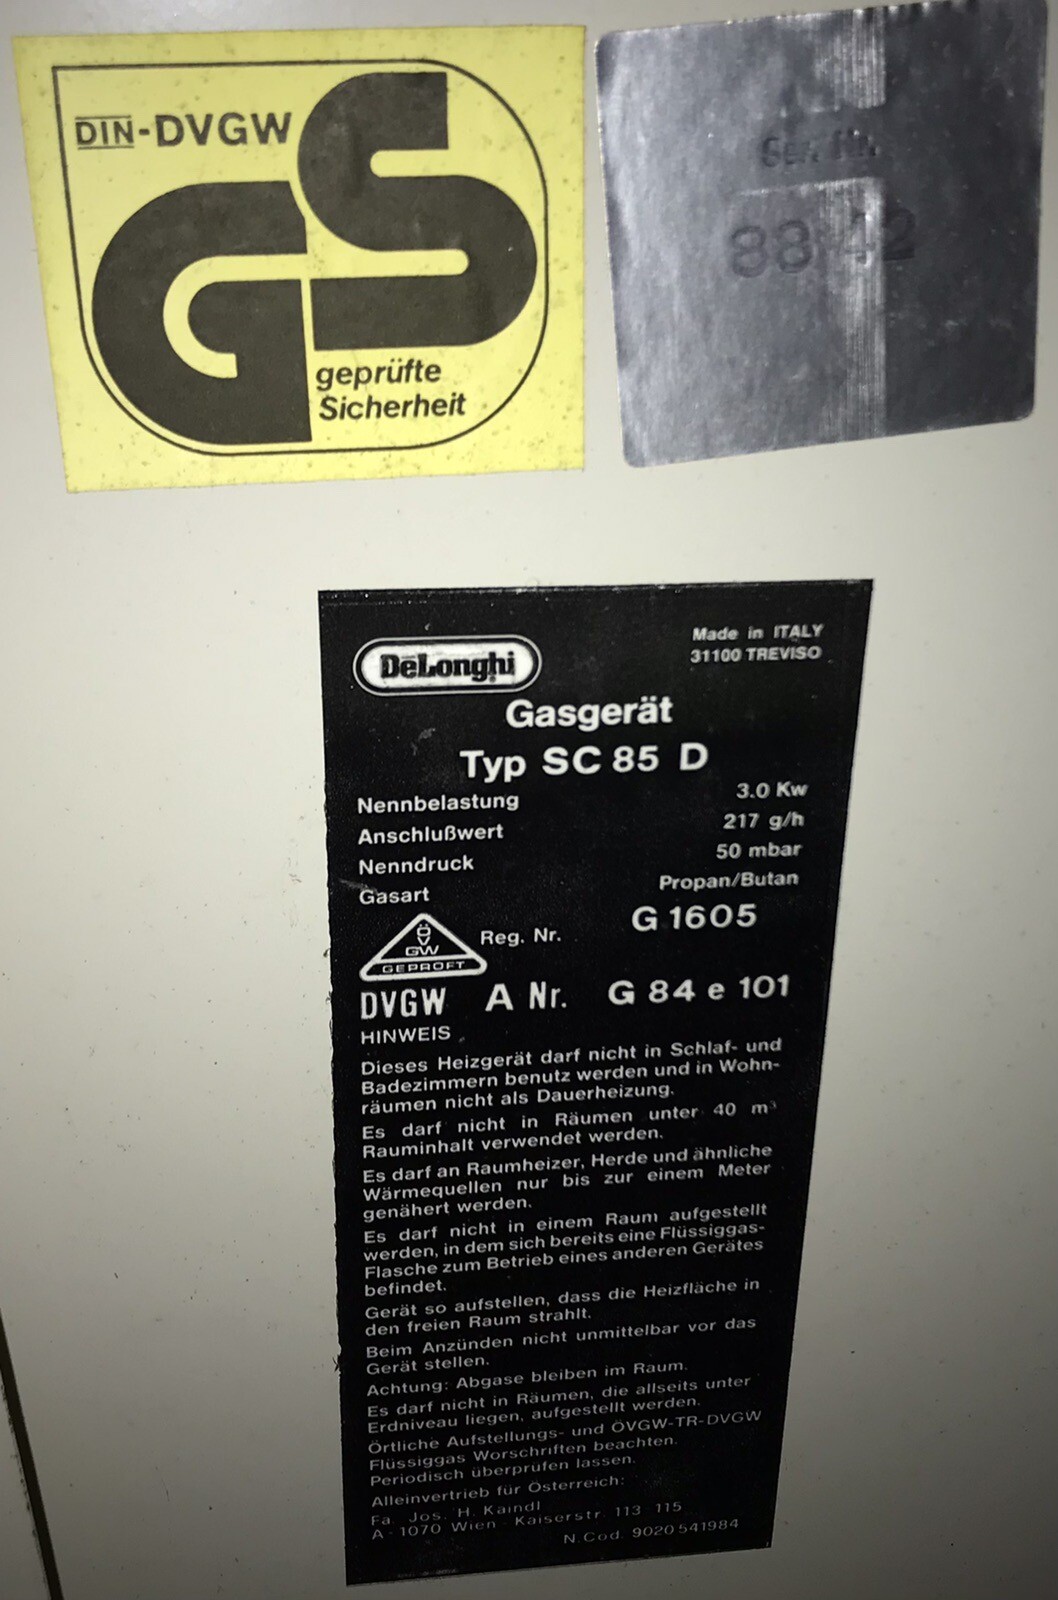 DIN-DVGW
GS
geprüfte
Sicherheit
Ser. Nr.
88 42
DeLonghi
Made in ITALY
31100 TREVISO
Gasgerät
Typ SC 85 D
Nennbelastung 3.0 Kw
Anschlußwert 217 g/h
Nenndruck 50 mbar
Gasart Propan/Butan
ÖVGW
GEPRÜFT
Reg. Nr. G 1605
DVGW A Nr. G 84 e 101
HINWEIS
Dieses Heizgerät darf nicht in Schlaf- und
Badezimmern benutz werden und in Wohn-
räumen nicht als Dauerheizung.
Es darf nicht in Räumen unter 40 m³
Rauminhalt verwendet werden.
Es darf an Raumheizer, Herde und ähnliche
Wärmequellen nur bis zur einem Meter
genähert werden.
Es darf nicht in einem Raum aufgestellt
werden, in dem sich bereits eine Flüssiggas-
Flasche zum Betrieb eines anderen Gerätes
befindet.
Gerät so aufstellen, dass die Heizfläche in
den freien Raum strahlt.
Beim Anzünden nicht unmittelbar vor das
Gerät stellen.
Achtung: Abgase bleiben im Raum.
Es darf nicht in Räumen, die allseits unter
Erdniveau liegen, aufgestellt werden.
Örtliche Aufstellungs- und ÖVGW-TR-DVGW
Flüssiggas Worschriften beachten.
Periodisch überprufen lassen.
Alleinvertrieb für Österreich:
Fa. Jos. H. Kaindl
A - 1070 Wien - Kaiserstr. 113 - 115
N. Cod. 9020541984